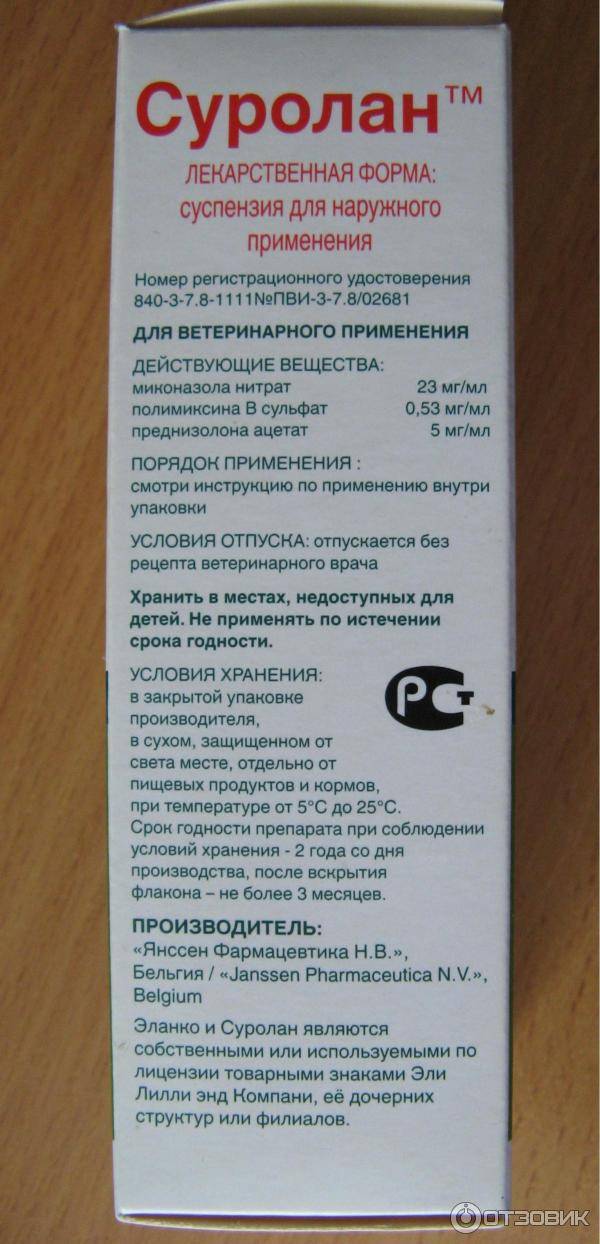 Суролан™
ЛЕКАРСТВЕННАЯ ФОРМА:
суспензия для наружного
применения
Номер регистрационного удостоверения
840-3-7.8-1111№ПВИ-3-7.8/02681
ДЛЯ ВЕТЕРИНАРНОГО ПРИМЕНЕНИЯ
ДЕЙСТВУЮЩИЕ ВЕЩЕСТВА:
миконазола нитрат 23 мг/мл
полимиксина В сульфат 0,53 мг/мл
преднизолона ацетат 5 мг/мл
ПОРЯДОК ПРИМЕНЕНИЯ :
смотри инструкцию по применению внутри
упаковки
УСЛОВИЯ ОТПУСКА: отпускается без
рецепта ветеринарного врача
Хранить в местах, недоступных для
детей. Не применять по истечении
срока годности.
УСЛОВИЯ ХРАНЕНИЯ:
в закрытой упаковке
производителя,
в сухом, защищенном от
света месте, отдельно от
пищевых продуктов и кормов,
при температуре от 5°С до 25°С.
Срок годности препарата при соблюдении
условий хранения - 2 года со дня
производства, после вскрытия
флакона – не более 3 месяцев.
РСТ
ПРОИЗВОДИТЕЛЬ:
«Янссен Фармацевтика Н.В.»,
Бельгия / «Janssen Pharmaceutica N.V.»,
Belgium
Эланко и Суролан являются
собственными или используемыми по
лицензии товарными знаками Эли
Лилли энд Компани, её дочерних
структур или филиалов.
ОТЗОВИК